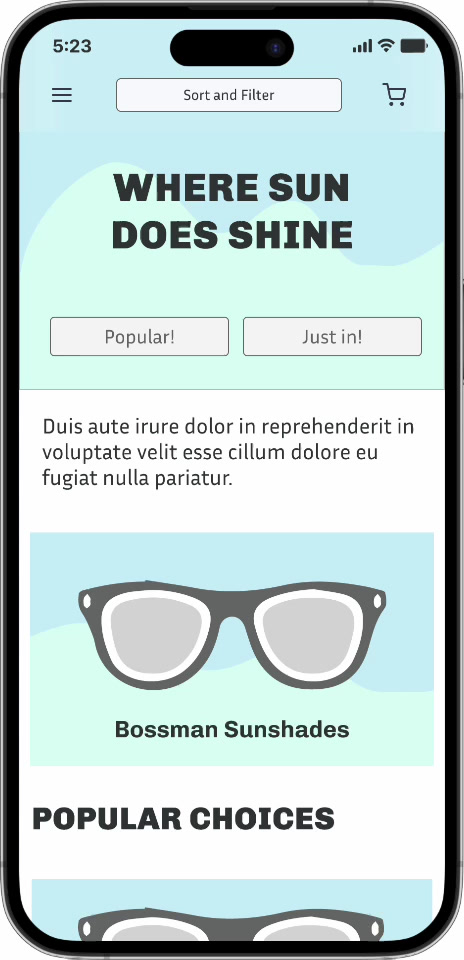 5:23
Sort and Filter
WHERE SUN
DOES SHINE
Popular!
Just in!
Duis aute irure dolor in reprehenderit in
voluptate velit esse cillum dolore eu
fugiat nulla pariatur.
Bossman Sunshades
POPULAR CHOICES